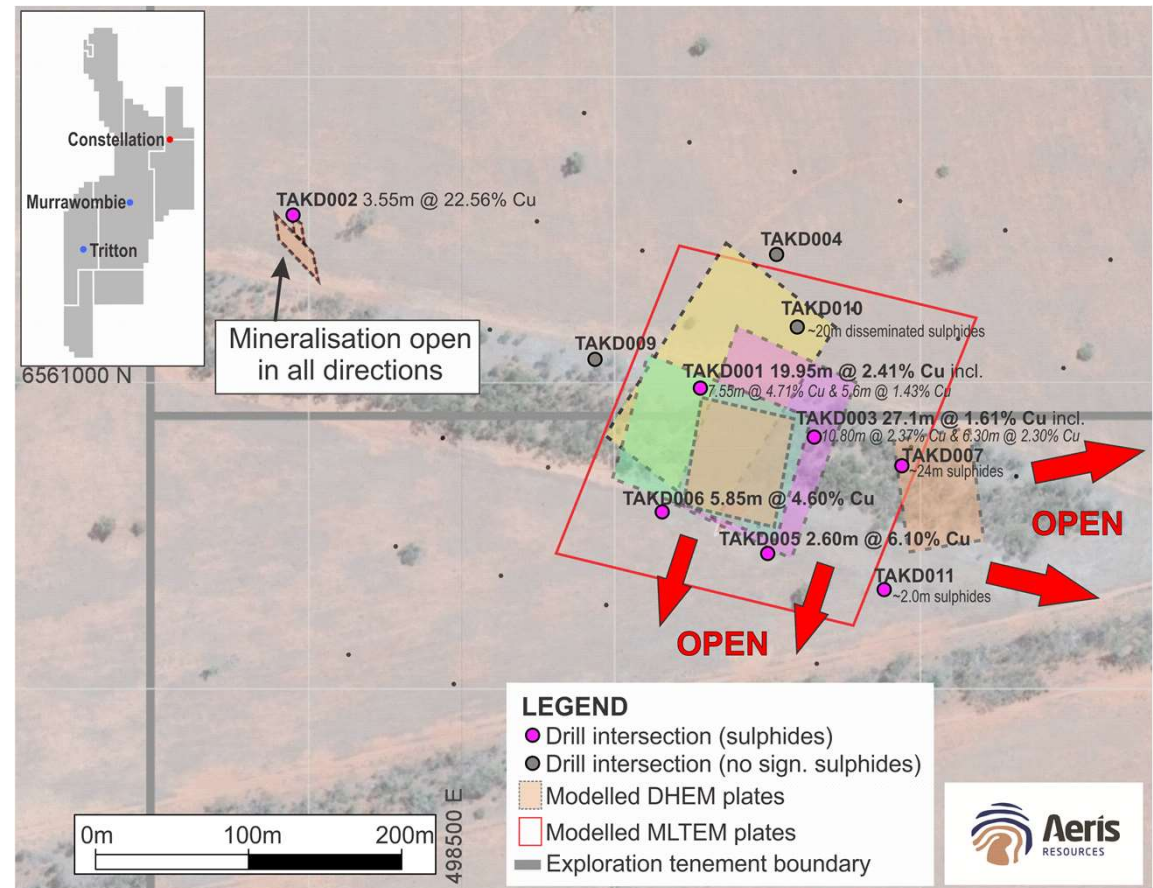 Constellation
Murrawombie
Tritton
TAKD002 3.55m @ 22.56% Cu
Mineralisation open
in all directions
6561000 N
TAKD004
TAKD010
~20m disseminated sulphides
TAKD009
TAKD001 19.95m @ 2.41% Cu incl.
7.55m @ 4.71% Cu & 5.6m @ 1.43% Cu
TAKD003 27.1m @ 1.61% Cu incl.
10.80m @ 2.37% Cu & 6.30m @ 2.30% Cu
TAKD007
~24m sulphides
OPEN
TAKD006 5.85m @ 4.60% Cu
TAKD005 2.60m @ 6.10% Cu
TAKD011
~2.0m sulphides
OPEN
LEGEND
Drill intersection (sulphides)
Drill intersection (no sign. sulphides)
Modelled DHEM plates
Modelled MLTEM plates
Exploration tenement boundary
0m 100m 200m
498500 E
Aeris
RESOURCES